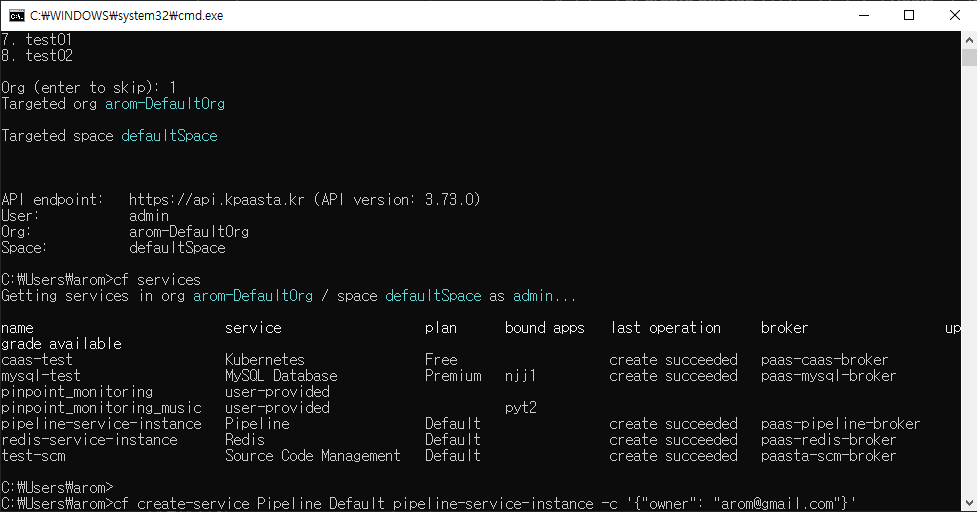 C:₩WINDOWS₩system32₩cmd.exe
7. test01
8. test02
Org (enter to skip): 1
Targeted org arom-DefaultOrg
Targeted space defaultSpace
API endpoint:   https://api.kpaasta.kr (API version: 3.73.0)
User:           admin
Org:            arom-DefaultOrg
Space:          defaultSpace
C:₩Users₩arom>cf services
Getting services in org arom-DefaultOrg / space defaultSpace as admin...
name                        service                  plan      bound apps   last operation     broker                 up
grade available
caas-test                   Kubernetes               Free                   create succeeded   paas-caas-broker
mysql-test                  MySQL Database           Premium   njj1         create succeeded   paas-mysql-broker
pinpoint_monitoring         user-provided
pinpoint_monitoring_music   user-provided                      pyt2
pipeline-service-instance   Pipeline                 Default                create succeeded   paas-pipeline-broker
redis-service-instance      Redis                    Default                create succeeded   paas-redis-broker
test-scm                    Source Code Management   Default                create succeeded   paasta-scm-broker
C:₩Users₩arom>
C:₩Users₩arom>cf create-service Pipeline Default pipeline-service-instance -c '{"owner": "arom@gmail.com"}'